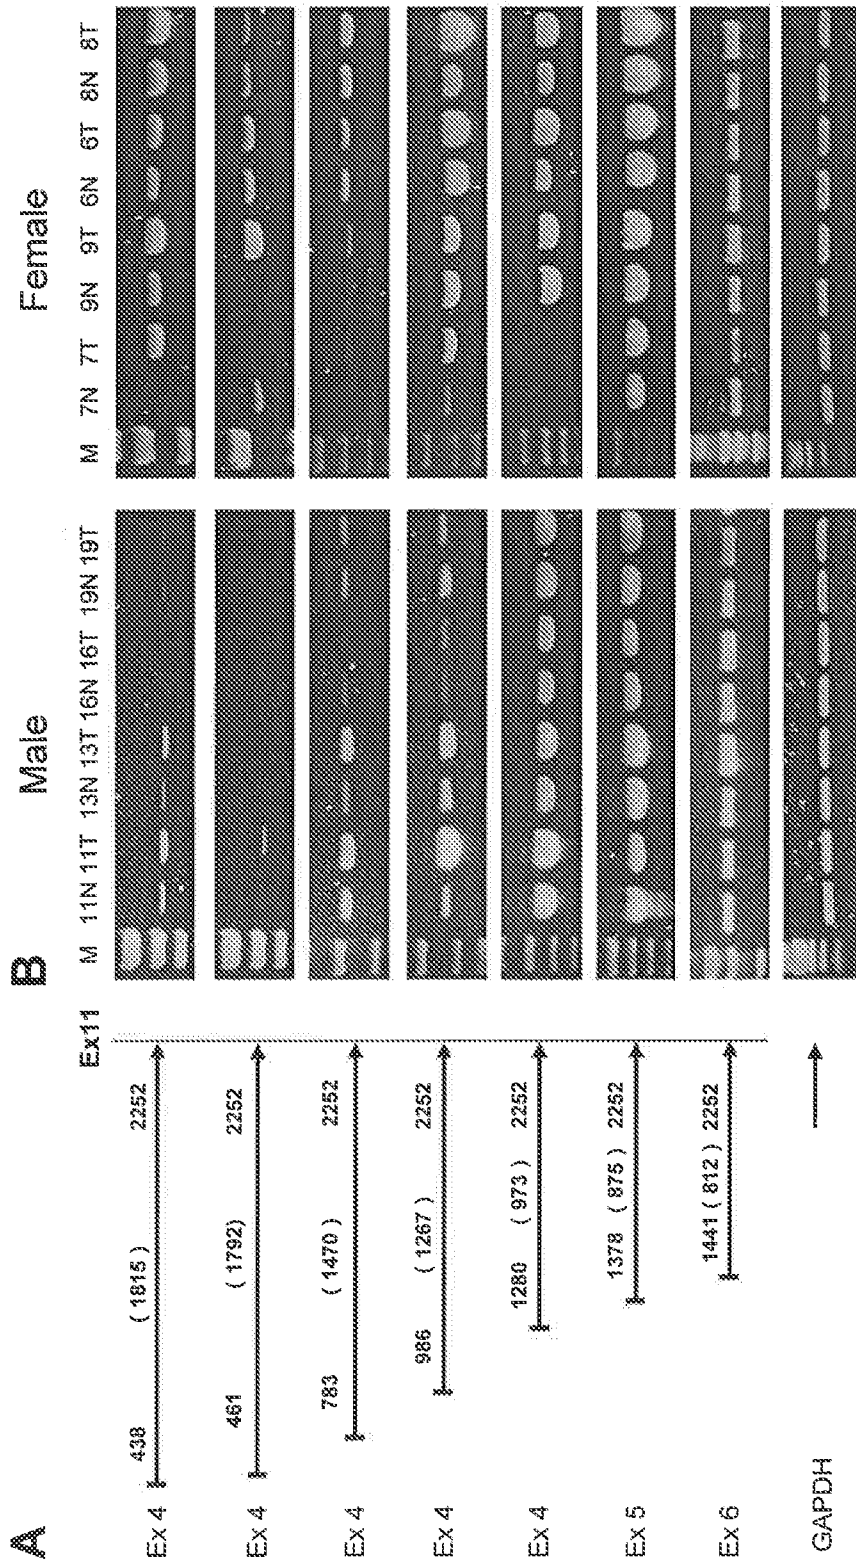 A
Ex11
Ex 4 438 ( 1815 ) 2252
Ex 4 461 ( 1792) 2252
Ex 4 783 ( 1470 ) 2252
Ex 4 986 ( 1267) 2252
Ex 4 1280 ( 973 ) 2252
Ex 5 1378 ( 875 ) 2252
Ex 6 1441 ( 812 ) 2252
GAPDH
B
Male
M 11N 11T 13N 13T 16N 16T 19N 19T
Female
M 7N 7T 9N 9T 6N 6T 8N 8T